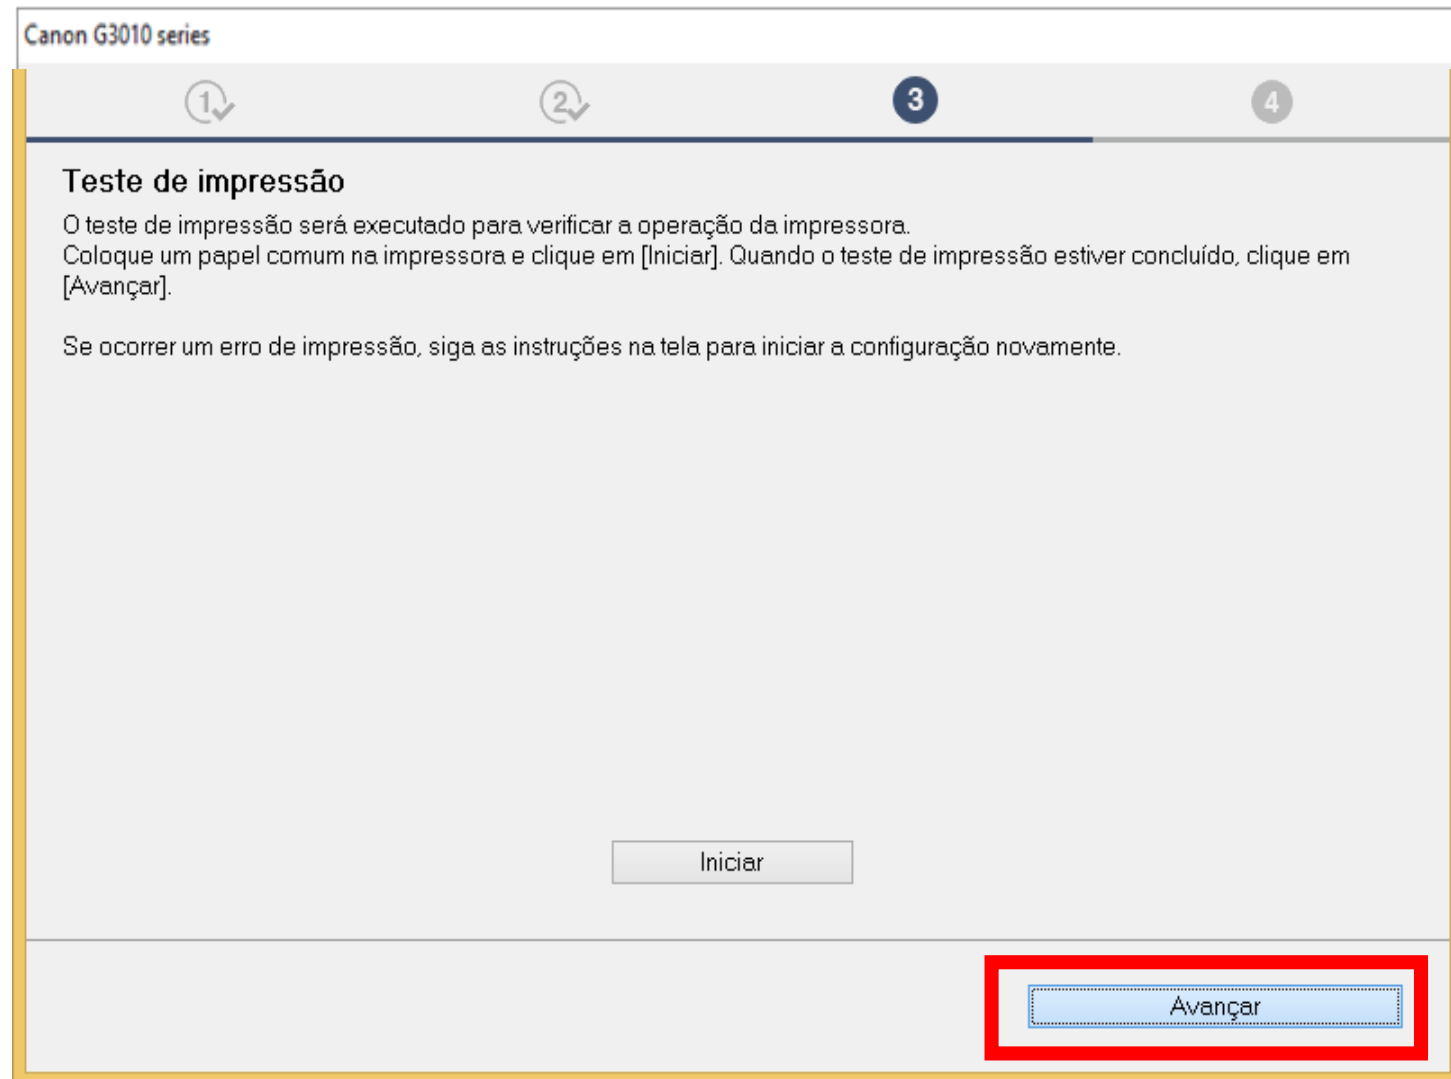 Canon G3010 series
1 2 3 4
Teste de impressão
O teste de impressão será executado para verificar a operação da impressora.
Coloque um papel comum na impressora e clique em [Iniciar]. Quando o teste de impressão estiver concluído, clique em
[Avançar].
Se ocorrer um erro de impressão, siga as instruções na tela para iniciar a configuração novamente.
Iniciar
Avançar